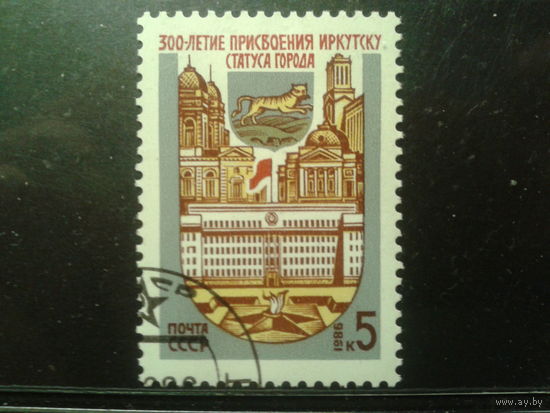 300-ЛЕТИЕ ПРИСВОЕНИЯ ИРКУТСКУ
СТАТУСА ГОРОДА
ПОЧТА
СССР
1986
5 К
www.ay.by